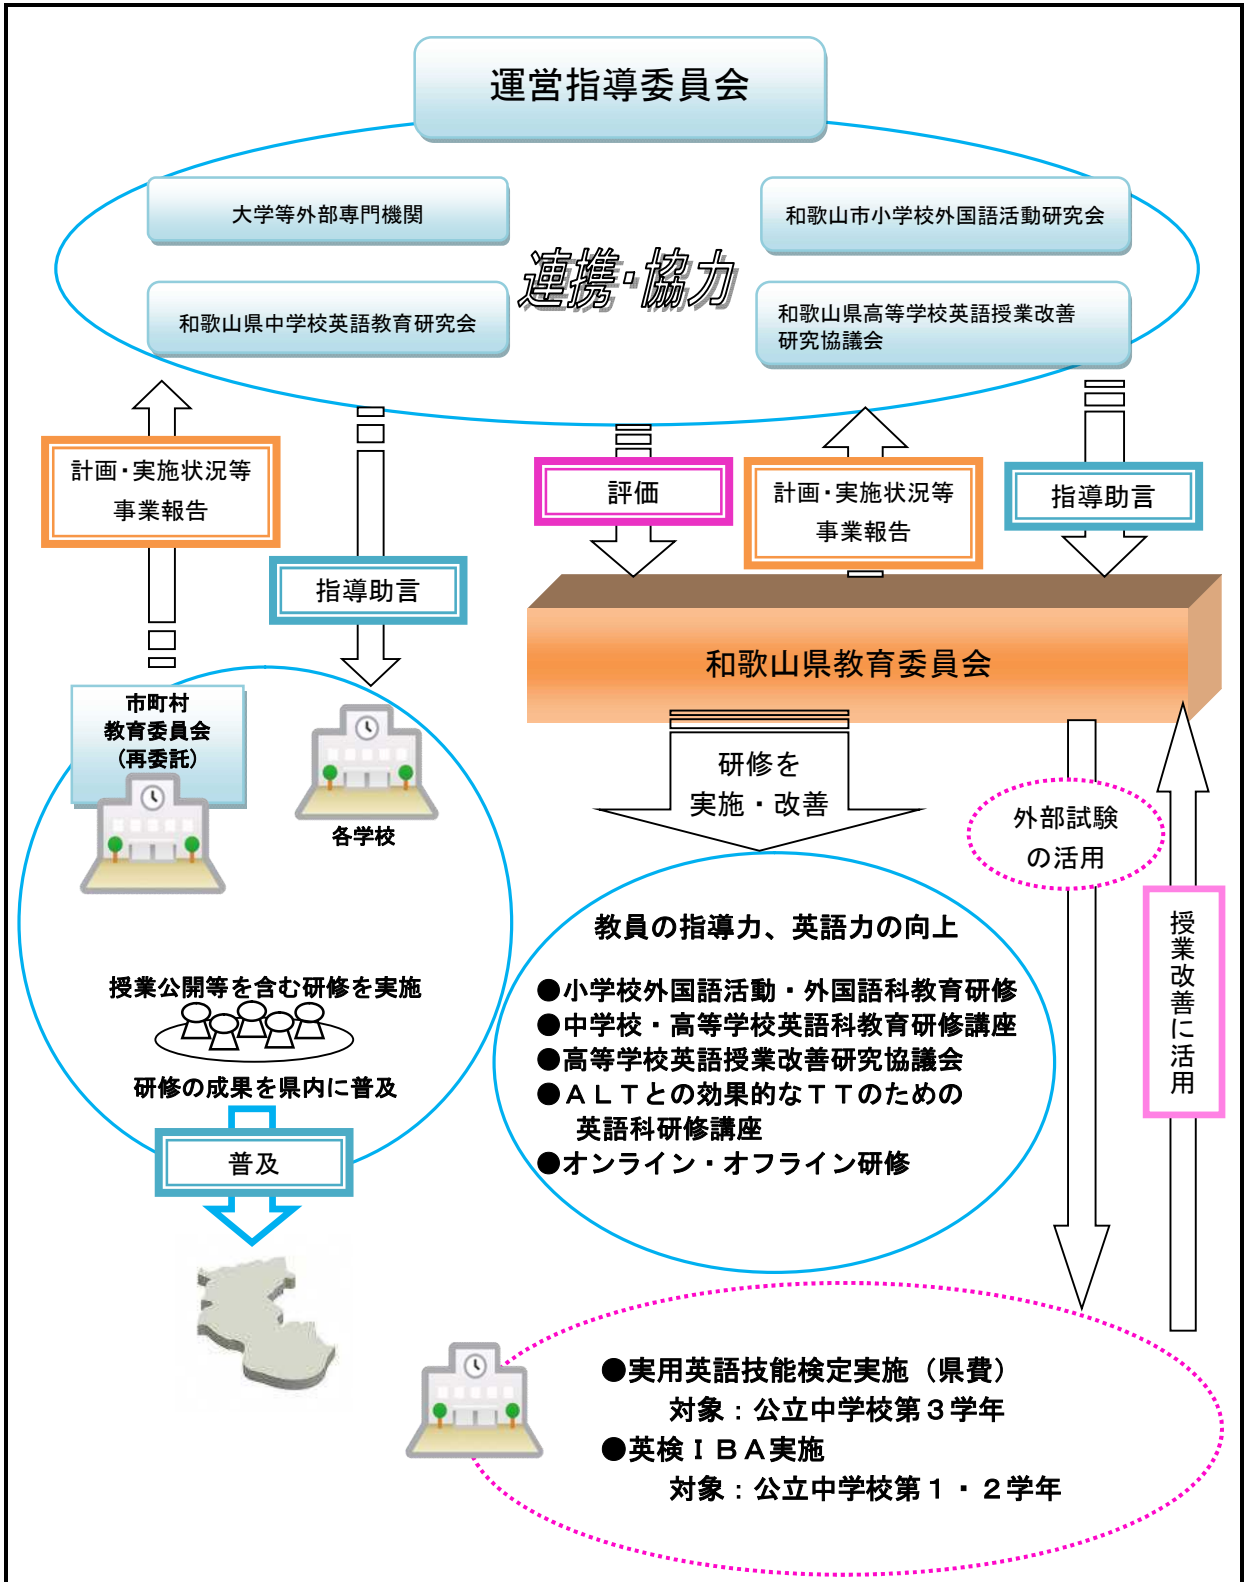 運営指導委員会
大学等外部専門機関
和歌山市小学校外国語活動研究会
連携・協力
和歌山県中学校英語教育研究会
和歌山県高等学校英語授業改善
研究協議会
計画・実施状況等
事業報告
指導助言
評価
計画・実施状況等
事業報告
指導助言
和歌山県教育委員会
市町村
教育委員会
(再委託)
各学校
授業公開等を含む研修を実施
研修の成果を県内に普及
普及
研修を
実施・改善
外部試験
の活用
授業改善に活用
教員の指導力、英語力の向上
●小学校外国語活動・外国語科教育研修
●中学校・高等学校英語科教育研修講座
●高等学校英語授業改善研究協議会
●ＡＬＴとの効果的なＴＴのための
英語科研修講座
●オンライン・オフライン研修
●実用英語技能検定実施（県費）
対象：公立中学校第３学年
●英検ＩＢＡ実施
対象：公立中学校第１・２学年